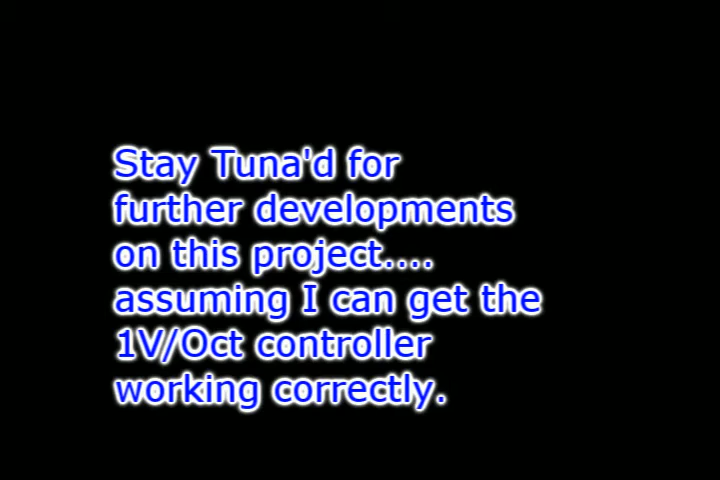 Stay Tuna'd for
further developments
on this project....
assuming I can get the
1V/Oct controller
working correctly.